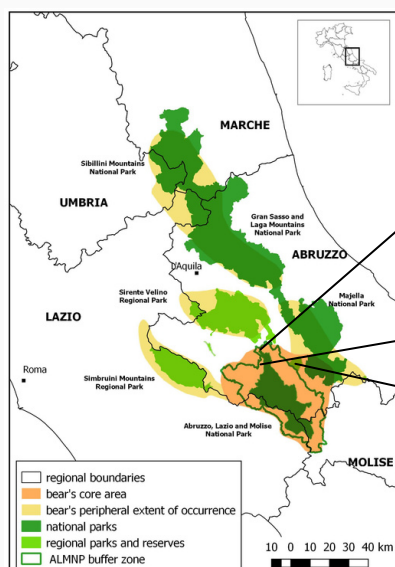 MARCHE
Sibillini Mountains
National Park
UMBRIA
Gran Sasso and
Laga Mountains
National Park
L'Aquila
ABRUZZO
Sirente Velino
Regional Park
Majella
National Park
LAZIO
Roma
Simbruini Mountains
Regional Park
Abruzzo, Lazio and Molise
National Park
MOLISE
regional boundaries
bear's core area
bear's peripheral extent of occurrence
national parks
regional parks and reserves
ALMNP buffer zone
10 0 10 20 30 40 km